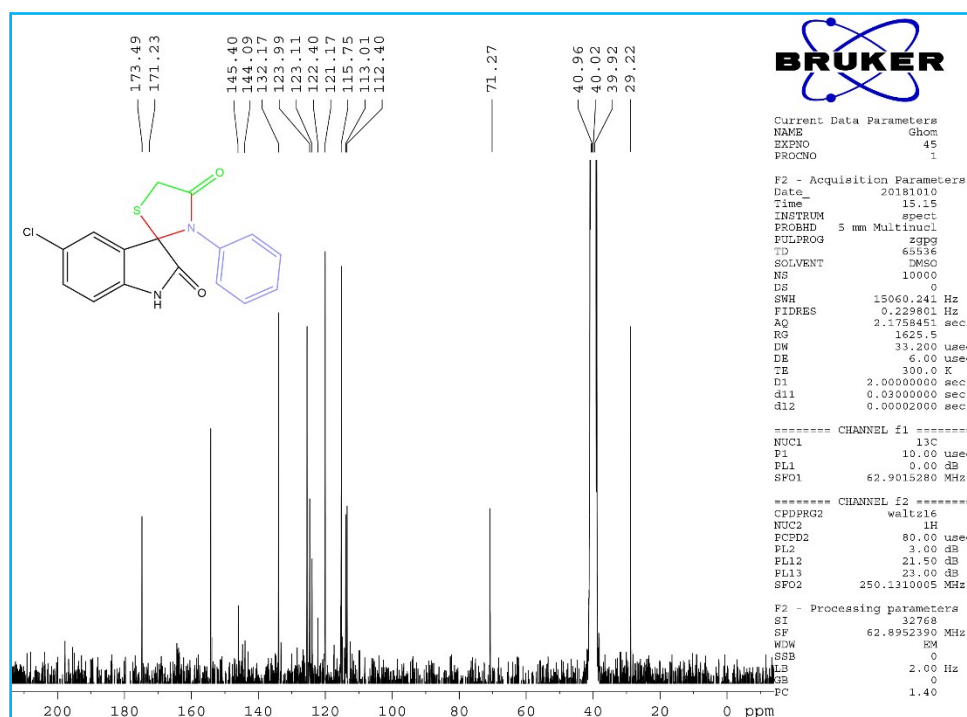 173.49
171.23
145.40
144.09
132.17
123.99
123.11
122.40
121.17
115.75
113.01
112.40
71.27
40.96
40.02
39.92
29.22
BRUKER
O
S
N
Cl
O
NH
Current Data Parameters
NAME Ghom
EXPNO 45
PROCNO 1
F2 - Acquisition Parameters
Date_ 20181010
Time 15.15
INSTRUM spect
PROBHD 5 mm Multinucl
PULPROG zgpg
TD 65536
SOLVENT DMSO
NS 10000
DS 0
SWH 15060.241 Hz
FIDRES 0.229801 Hz
AQ 2.1758451 sec
RG 1625.5
DW 33.200 use
DE 6.00 use
TE 300.0 K
D1 2.00000000 sec
d11 0.03000000 sec
d12 0.00002000 sec
======== CHANNEL f1 ========
NUC1 13C
P1 10.00 use
PL1 0.00 dB
SFO1 62.9015280 MHz
======== CHANNEL f2 ========
CPDPRG2 waltz16
NUC2 1H
PCPD2 80.00 use
PL2 3.00 dB
PL12 21.50 dB
PL13 23.00 dB
SFO2 250.1310005 MHz
F2 - Processing parameters
SI 32768
SF 62.8952390 MHz
WDW EM
SSB 0
LB 2.00 Hz
GB 0
PC 1.40
200 180 160 140 120 100 80 60 40 20 0 ppm